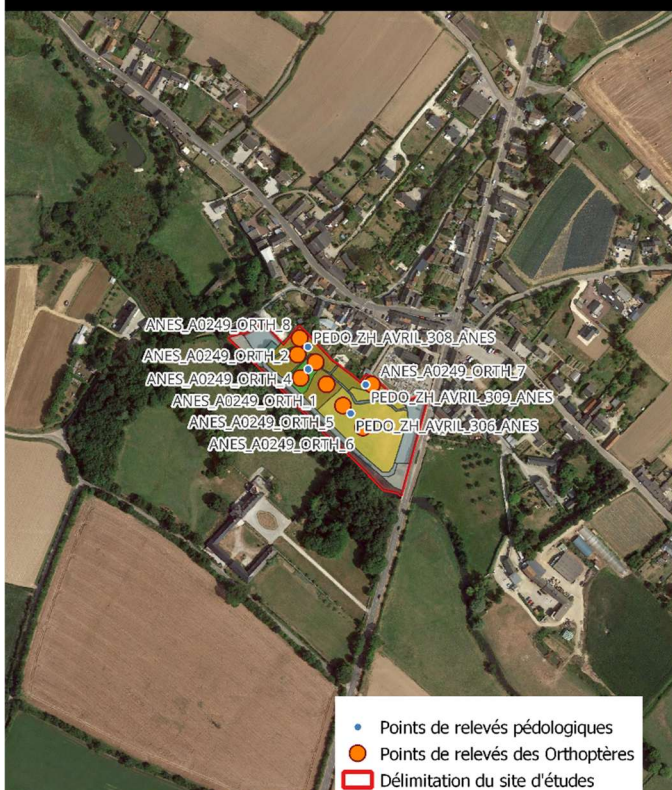 ANES_A0249_ORTH_8
PEDO_ZH_AVRIL_308_ANES
ANES_A0249_ORTH_2
ANES_A0249_ORTH_7
ANES_A0249_ORTH_4
PEDO_ZH_AVRIL_309_ANES
ANES_A0249_ORTH_1
ANES_A0249_ORTH_5
PEDO_ZH_AVRIL_306_ANES
ANES_A0249_ORTH_6
Points de relevés pédologiques
Points de relevés des Orthoptères
Délimitation du site d'études